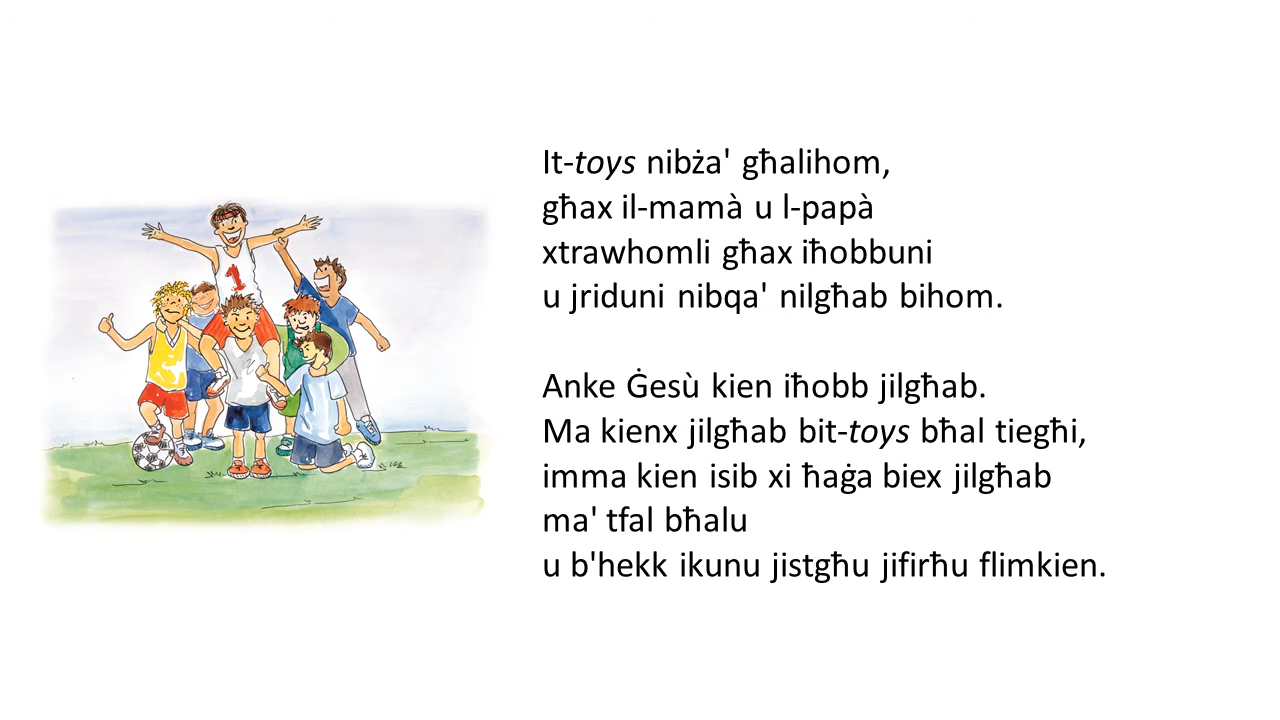 It-toys nibża' għalihom,
għax il-mamà u l-papà
xtrawhomli għax iħobbuni
u jriduni nibqa' nilgħab bihom.
Anke Ġesù kien iħobb jilgħab.
Ma kienx jilgħab bit-toys bħal tiegħi,
imma kien isib xi ħaġa biex jilgħab
ma' tfal bħalu
u b'hekk ikunu jistgħu jifirħu flimkien.
1